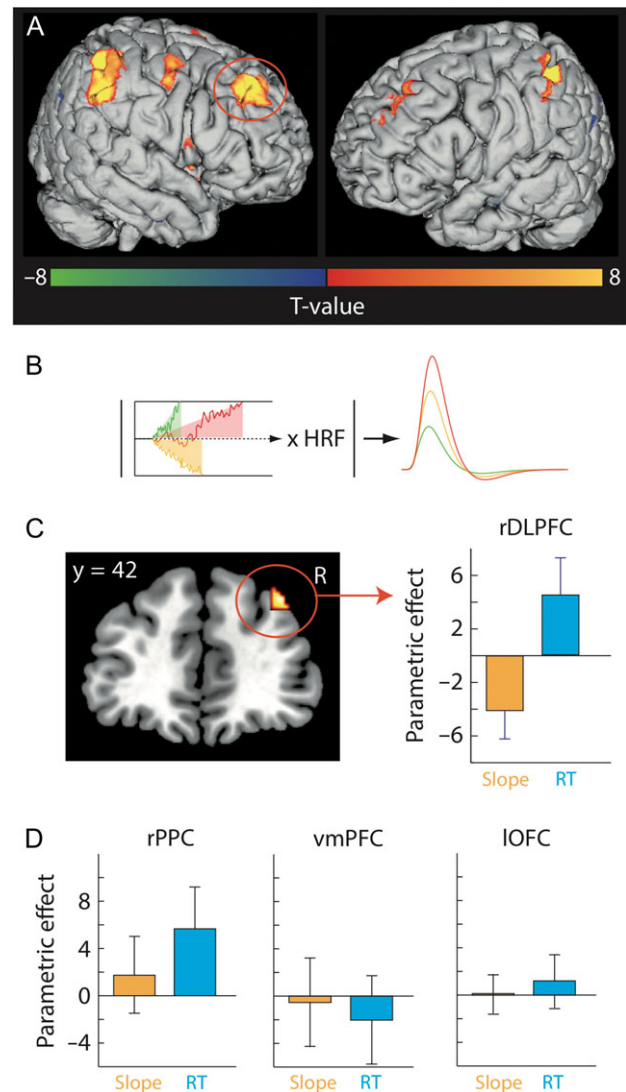 A
−8
8
T-value
B
x HRF
C
y = 42
R
rDLPFC
Parametric effect
6
2
−2
−6
Slope
RT
D
rPPC
vmPFC
lOFC
Parametric effect
8
4
0
−4
Slope
RT
Slope
RT
Slope
RT